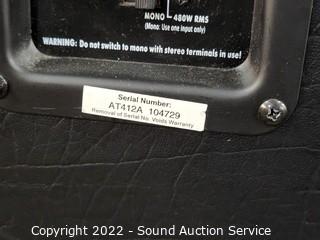 MONO 480W RMS
(Mono: Use one input only)
WARNING: Do not switch to mono with stereo terminals in use!
Serial Number:
AT412A 104729
Removal of Serial No. Voids Warranty
Copyright 2022 - Sound Auction Service